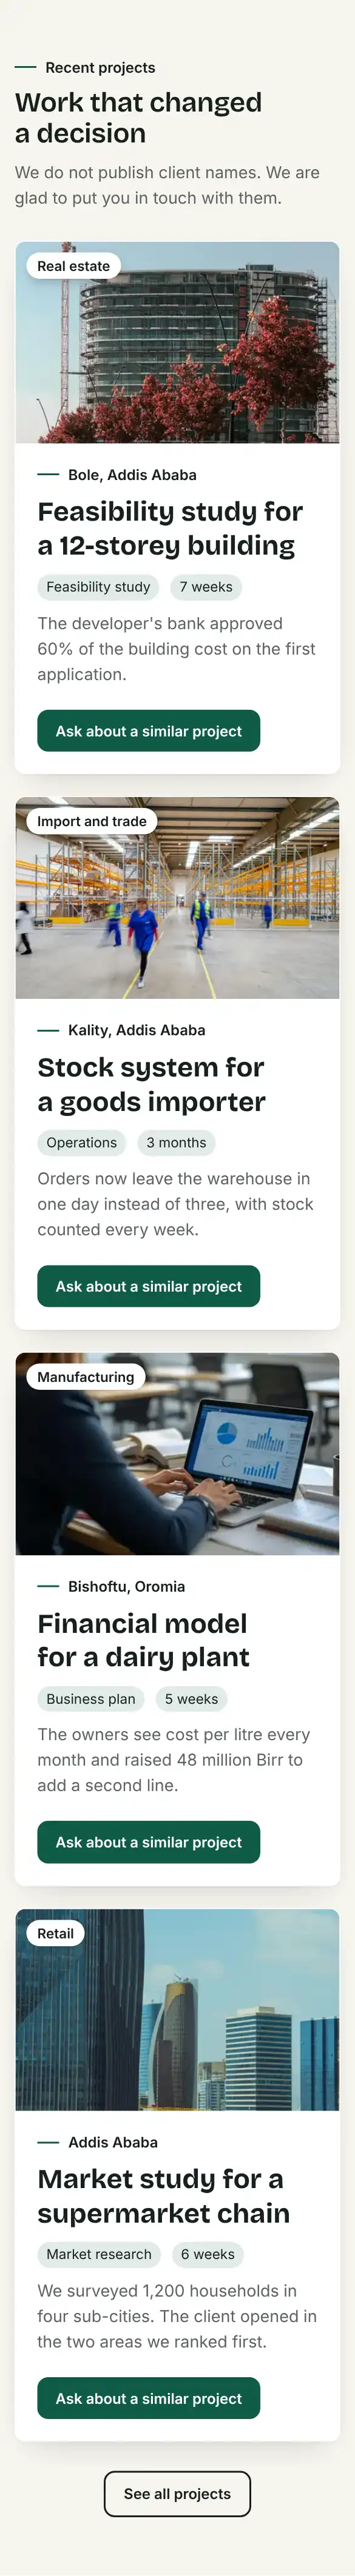 Recent projects
Work that changed
a decision
We do not publish client names. We are
glad to put you in touch with them.
Real estate
Bole, Addis Ababa
Feasibility study for
a 12-storey building
Feasibility study 7 weeks
The developer's bank approved
60% of the building cost on the first
application.
Ask about a similar project
Import and trade
Kality, Addis Ababa
Stock system for
a goods importer
Operations 3 months
Orders now leave the warehouse in
one day instead of three, with stock
counted every week.
Ask about a similar project
Manufacturing
Bishoftu, Oromia
Financial model
for a dairy plant
Business plan 5 weeks
The owners see cost per litre every
month and raised 48 million Birr to
add a second line.
Ask about a similar project
Retail
Addis Ababa
Market study for a
supermarket chain
Market research 6 weeks
We surveyed 1,200 households in
four sub-cities. The client opened in
the two areas we ranked first.
Ask about a similar project
See all projects